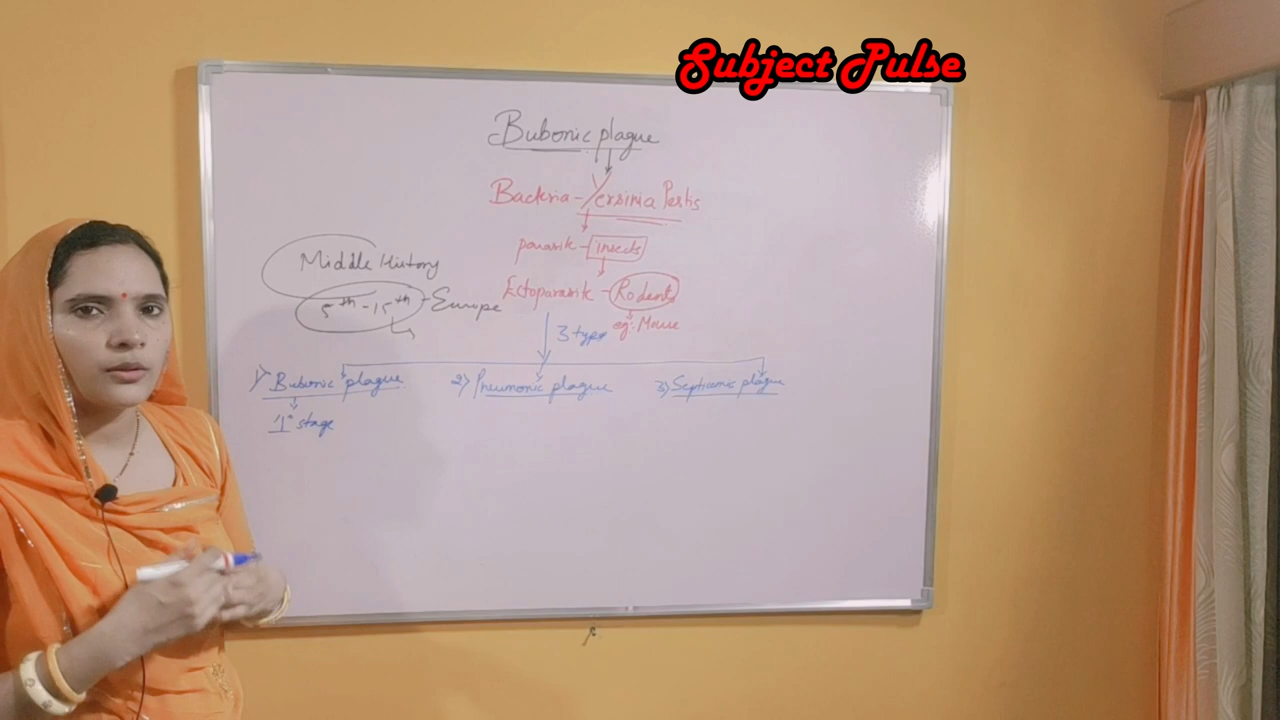 Subject Pulse
Bubonic plague
Bacteria - Yersinia Pestis
parasite - insects
Middle History
Ectoparasite - Rodents
5th - 15th - Europe
eg:. Mouse
3 types
1) Bubonic plague 2) Pneumonic plague 3) Septicemic plague
1° stage